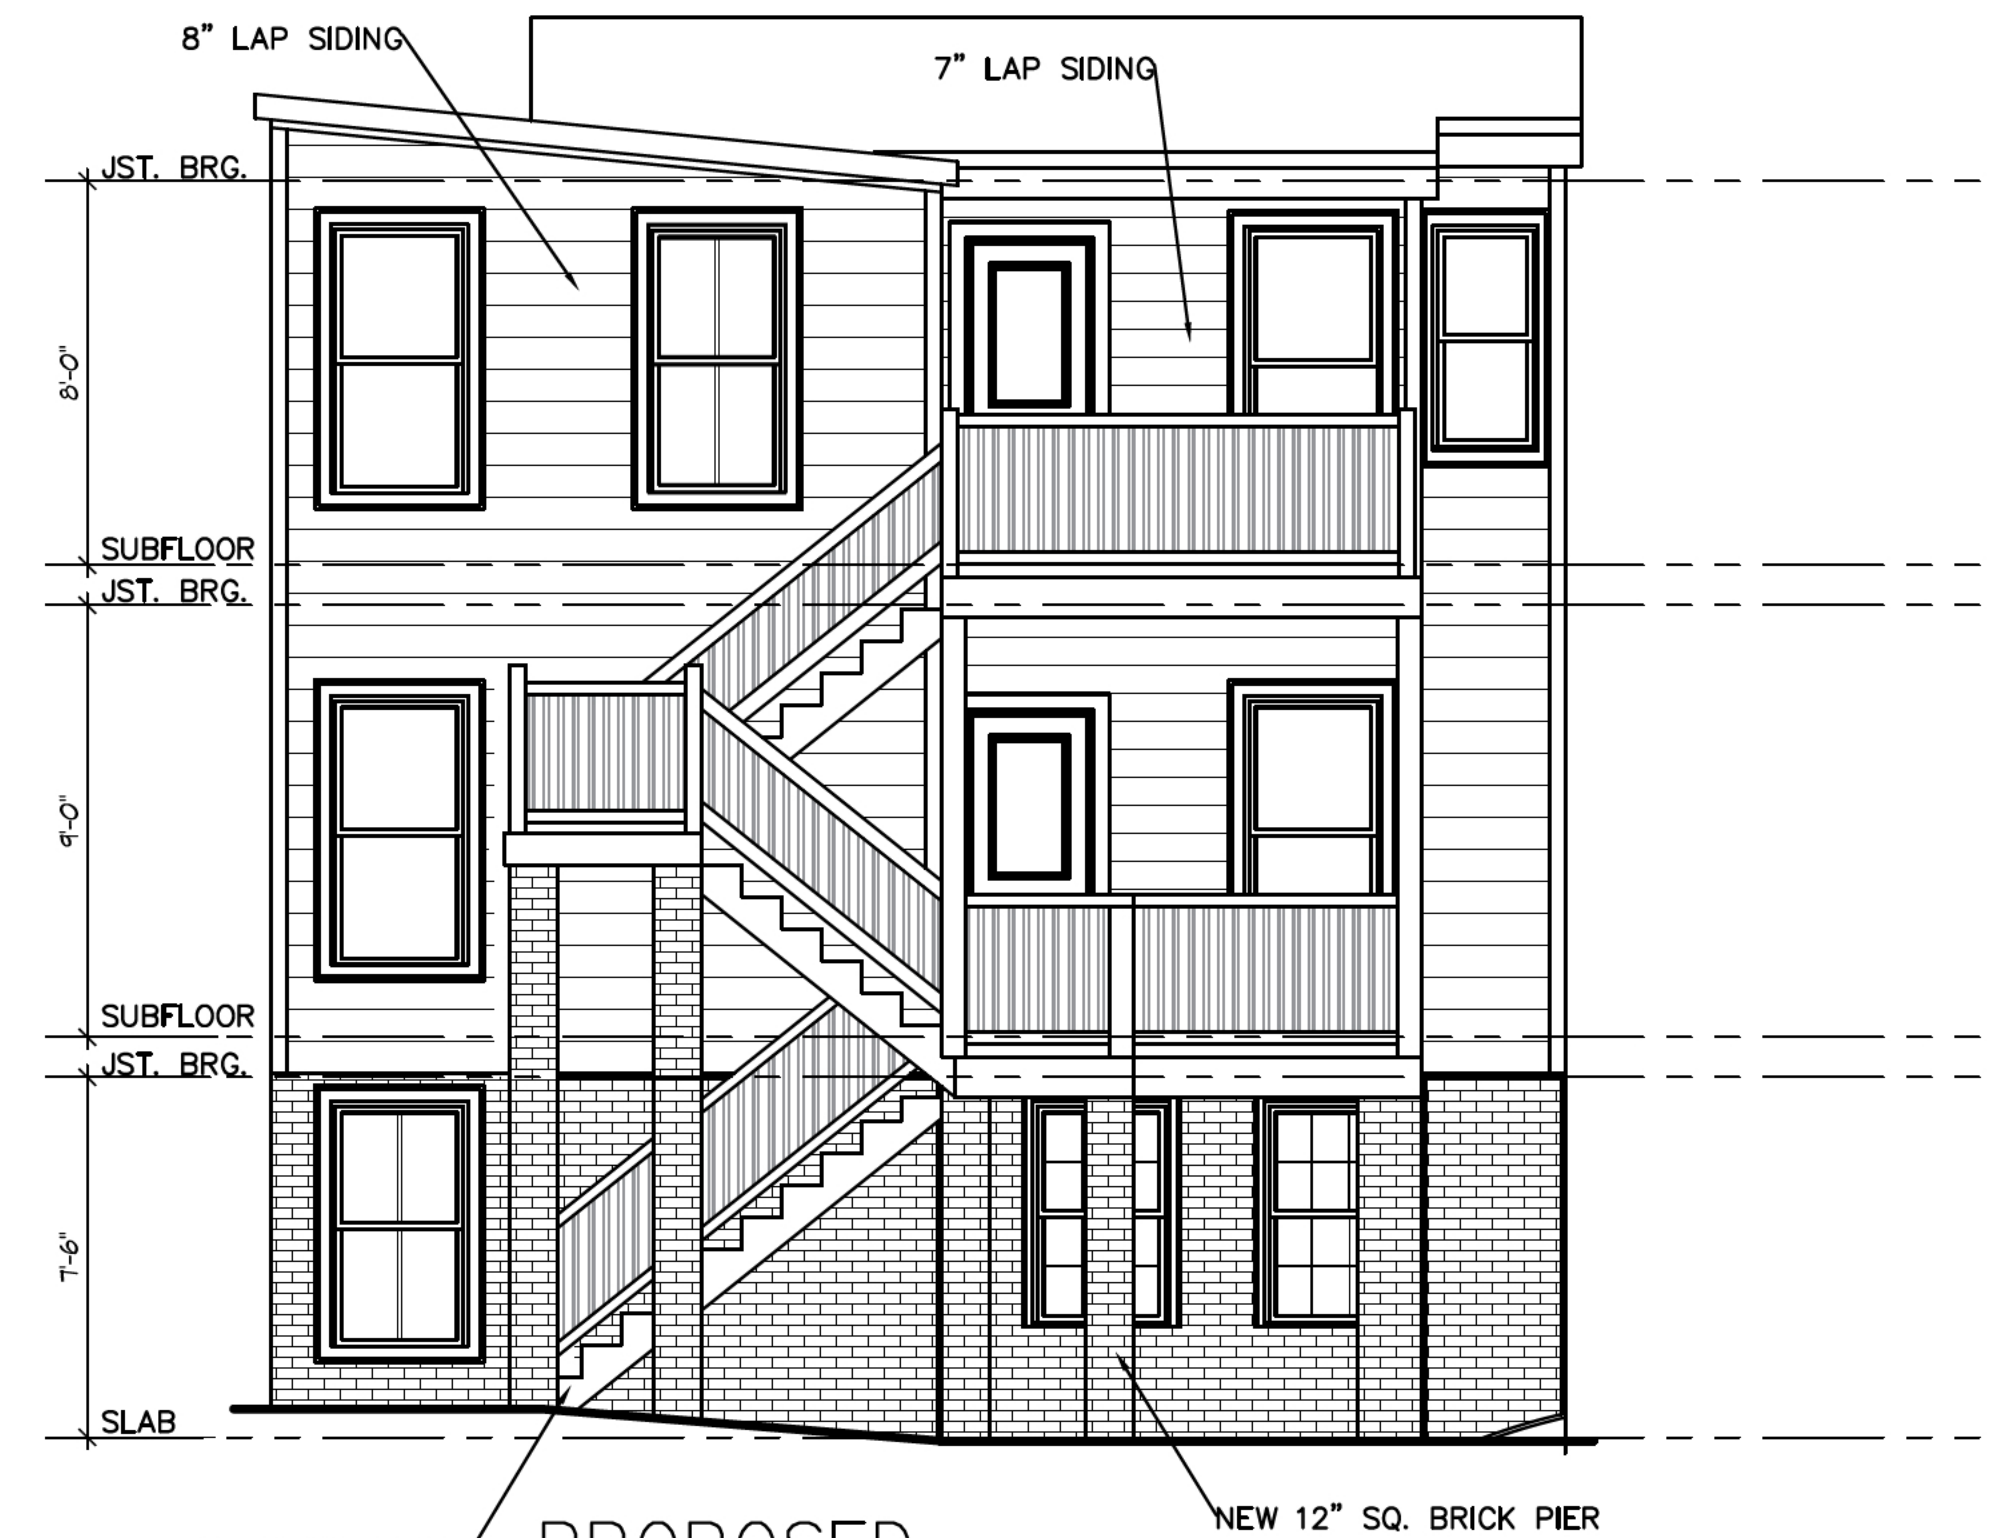 8” LAP SIDING
7” LAP SIDING
JST. BRG.
8'-0"
SUBFLOOR
JST. BRG.
9'-0"
SUBFLOOR
JST. BRG.
7'-6"
SLAB
NEW 12” SQ. BRICK PIER
PROPOSED